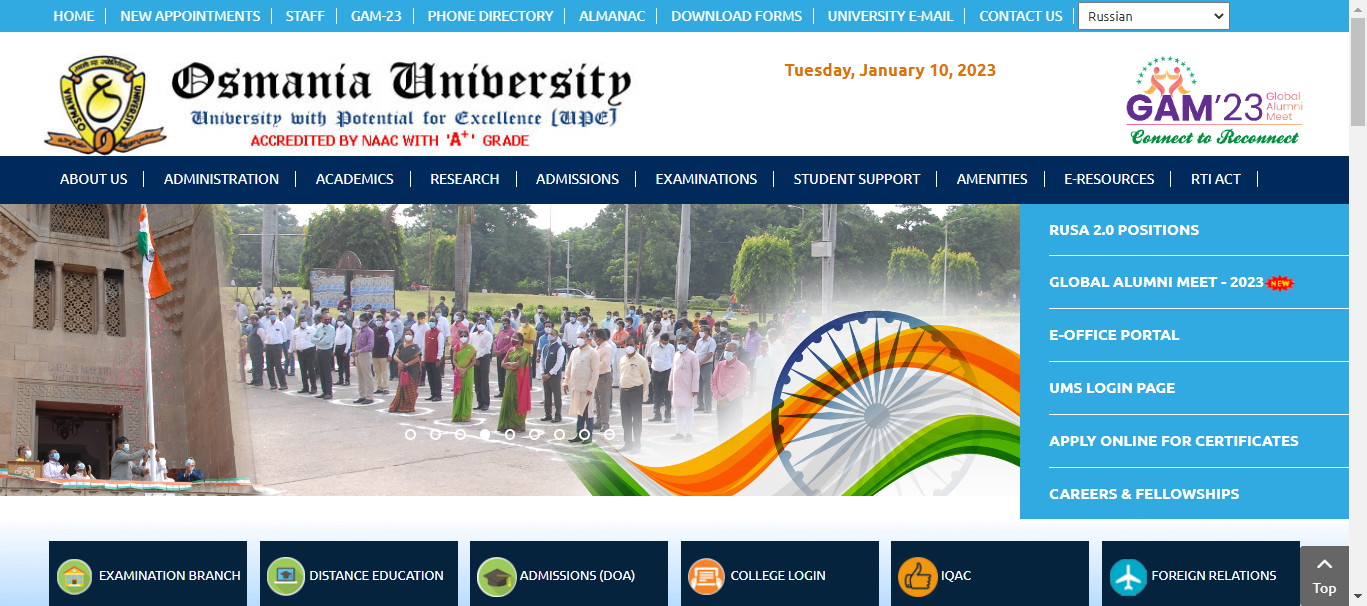 HOME NEW APPOINTMENTS STAFF GAM-23 PHONE DIRECTORY ALMANAC DOWNLOAD FORMS UNIVERSITY E-MAIL CONTACT US Russian
Osmania University
University with Potential for Excellence (UPE)
ACCREDITED BY NAAC WITH 'A+' GRADE
OSMANIA UNIVERSITY
Tuesday, January 10, 2023
GAM'23 Global Alumni Meet
Connect to Reconnect
ABOUT US ADMINISTRATION ACADEMICS RESEARCH ADMISSIONS EXAMINATIONS STUDENT SUPPORT AMENITIES E-RESOURCES RTI ACT
RUSA 2.0 POSITIONS
GLOBAL ALUMNI MEET - 2023 NEW
E-OFFICE PORTAL
UMS LOGIN PAGE
APPLY ONLINE FOR CERTIFICATES
CAREERS & FELLOWSHIPS
EXAMINATION BRANCH DISTANCE EDUCATION ADMISSIONS (DOA) COLLEGE LOGIN IQAC FOREIGN RELATIONS
Top